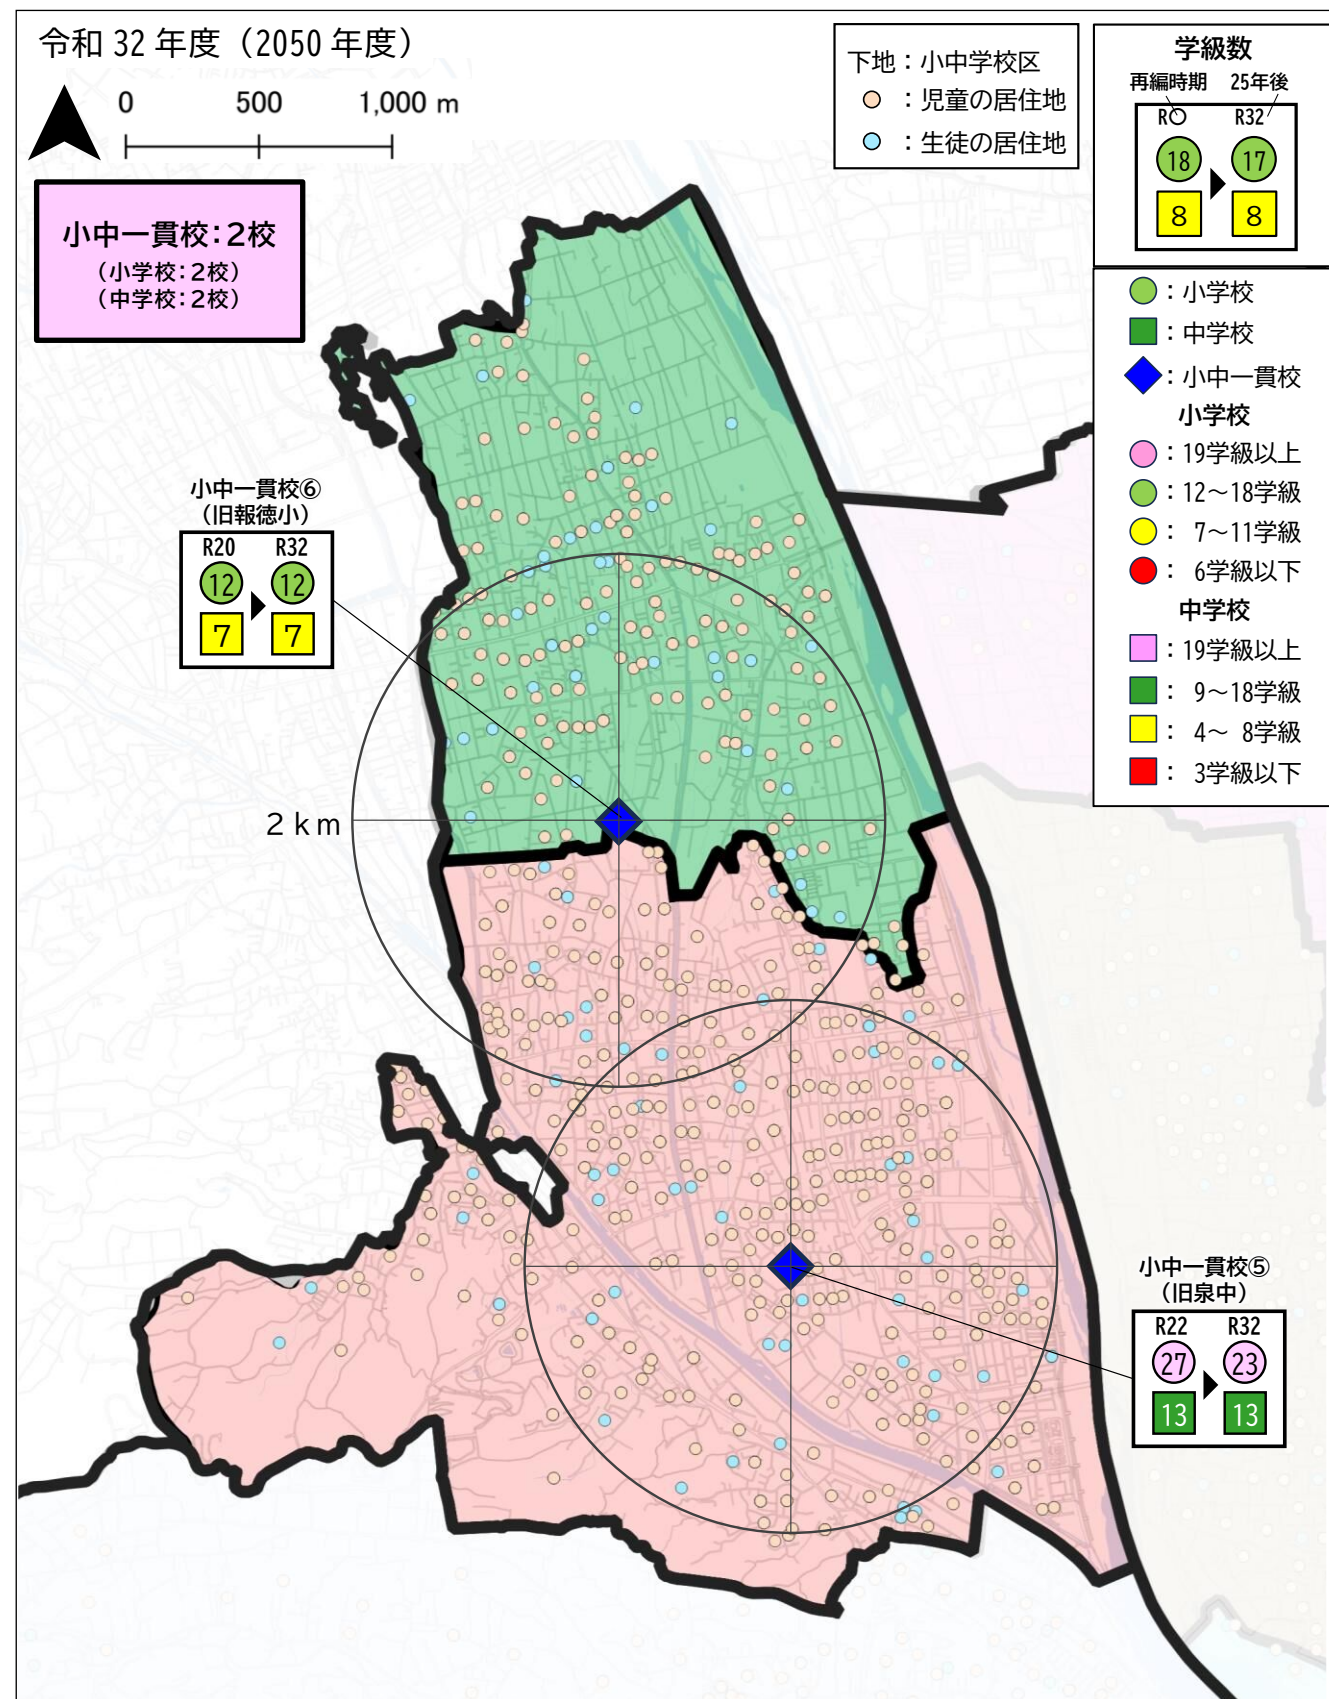 令和 32 年度（2050 年度）
0 500 1,000 m
小中一貫校：２校
（小学校：２校）
（中学校：２校）
下地：小中学校区
：児童の居住地
：生徒の居住地
学級数
再編時期 25年後
R〇 R32
18 17
8 8
：小学校
：中学校
：小中一貫校
小学校
：19学級以上
：12～18学級
： 7～11学級
： 6学級以下
中学校
：19学級以上
： 9～18学級
： 4～ 8学級
： 3学級以下
小中一貫校⑥
（旧報徳小）
R20 R32
12 12
7 7
２ｋｍ
小中一貫校⑤
（旧泉中）
R22 R32
27 23
13 13